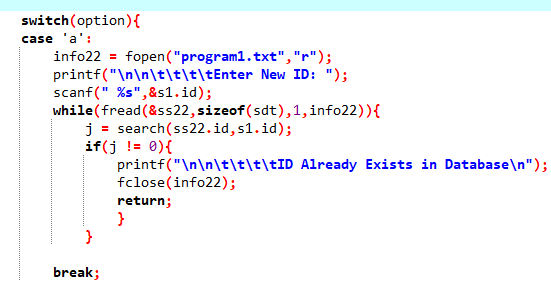 switch(option){
case 'a':
info22 = fopen("program1.txt","r");
printf("\n\n\t\t\t\tEnter New ID: ");
scanf(" %s",&s1.id);
while(fread(&ss22,sizeof(sdt),1,info22)){
j = search(ss22.id,s1.id);
if(j != 0){
printf("\n\n\t\t\t\tID Already Exists in Database\n");
fclose(info22);
return;
}
}
break;